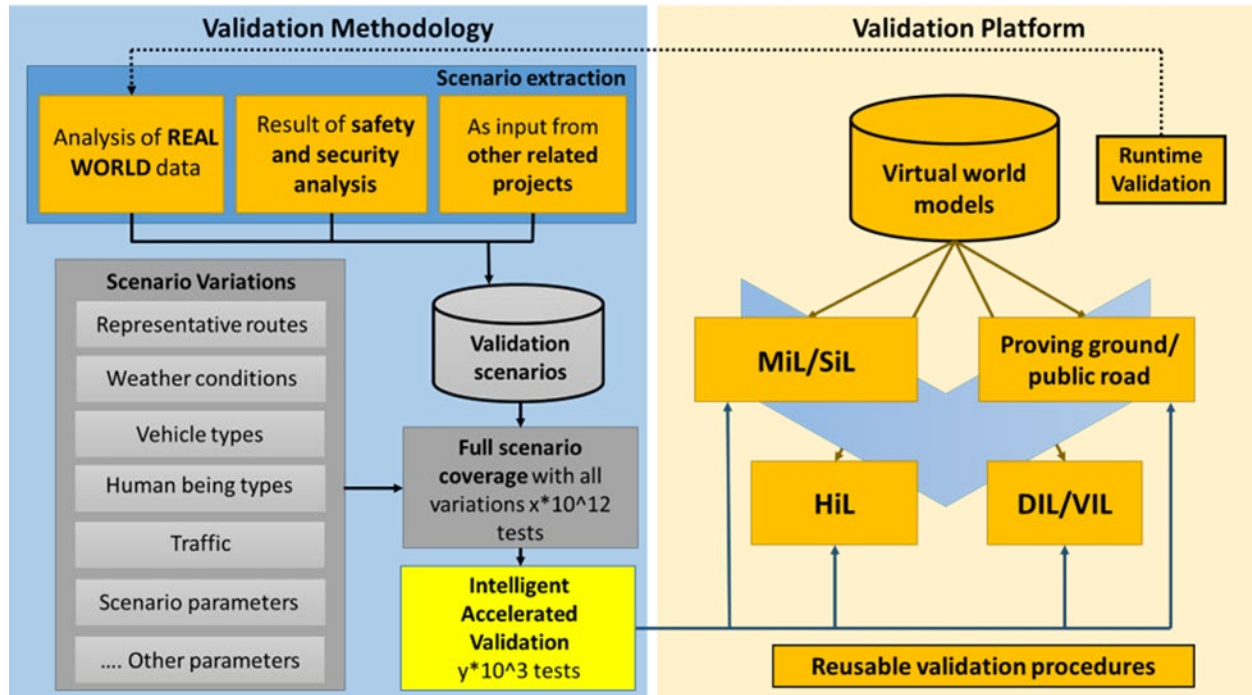 Validation Methodology
Scenario extraction
Analysis of REAL
WORLD data
Result of safety
and security
analysis
As input from
other related
projects
Scenario Variations
Representative routes
Weather conditions
Vehicle types
Human being types
Traffic
Scenario parameters
.... Other parameters
Validation
scenarios
Full scenario
coverage with all
variations x*10^12
tests
Intelligent
Accelerated
Validation
y*10^3 tests
Validation Platform
Virtual world
models
Runtime
Validation
MiL/SiL
Proving ground/
public road
HiL
DIL/VIL
Reusable validation procedures